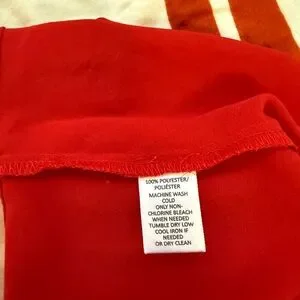 100% POLYESTER/
POLIÉSTER
MACHINE WASH
COLD
ONLY NON-
CHLORINE BLEACH
WHEN NEEDED
TUMBLE DRY LOW
COOL IRON IF
NEEDED
OR DRY CLEAN